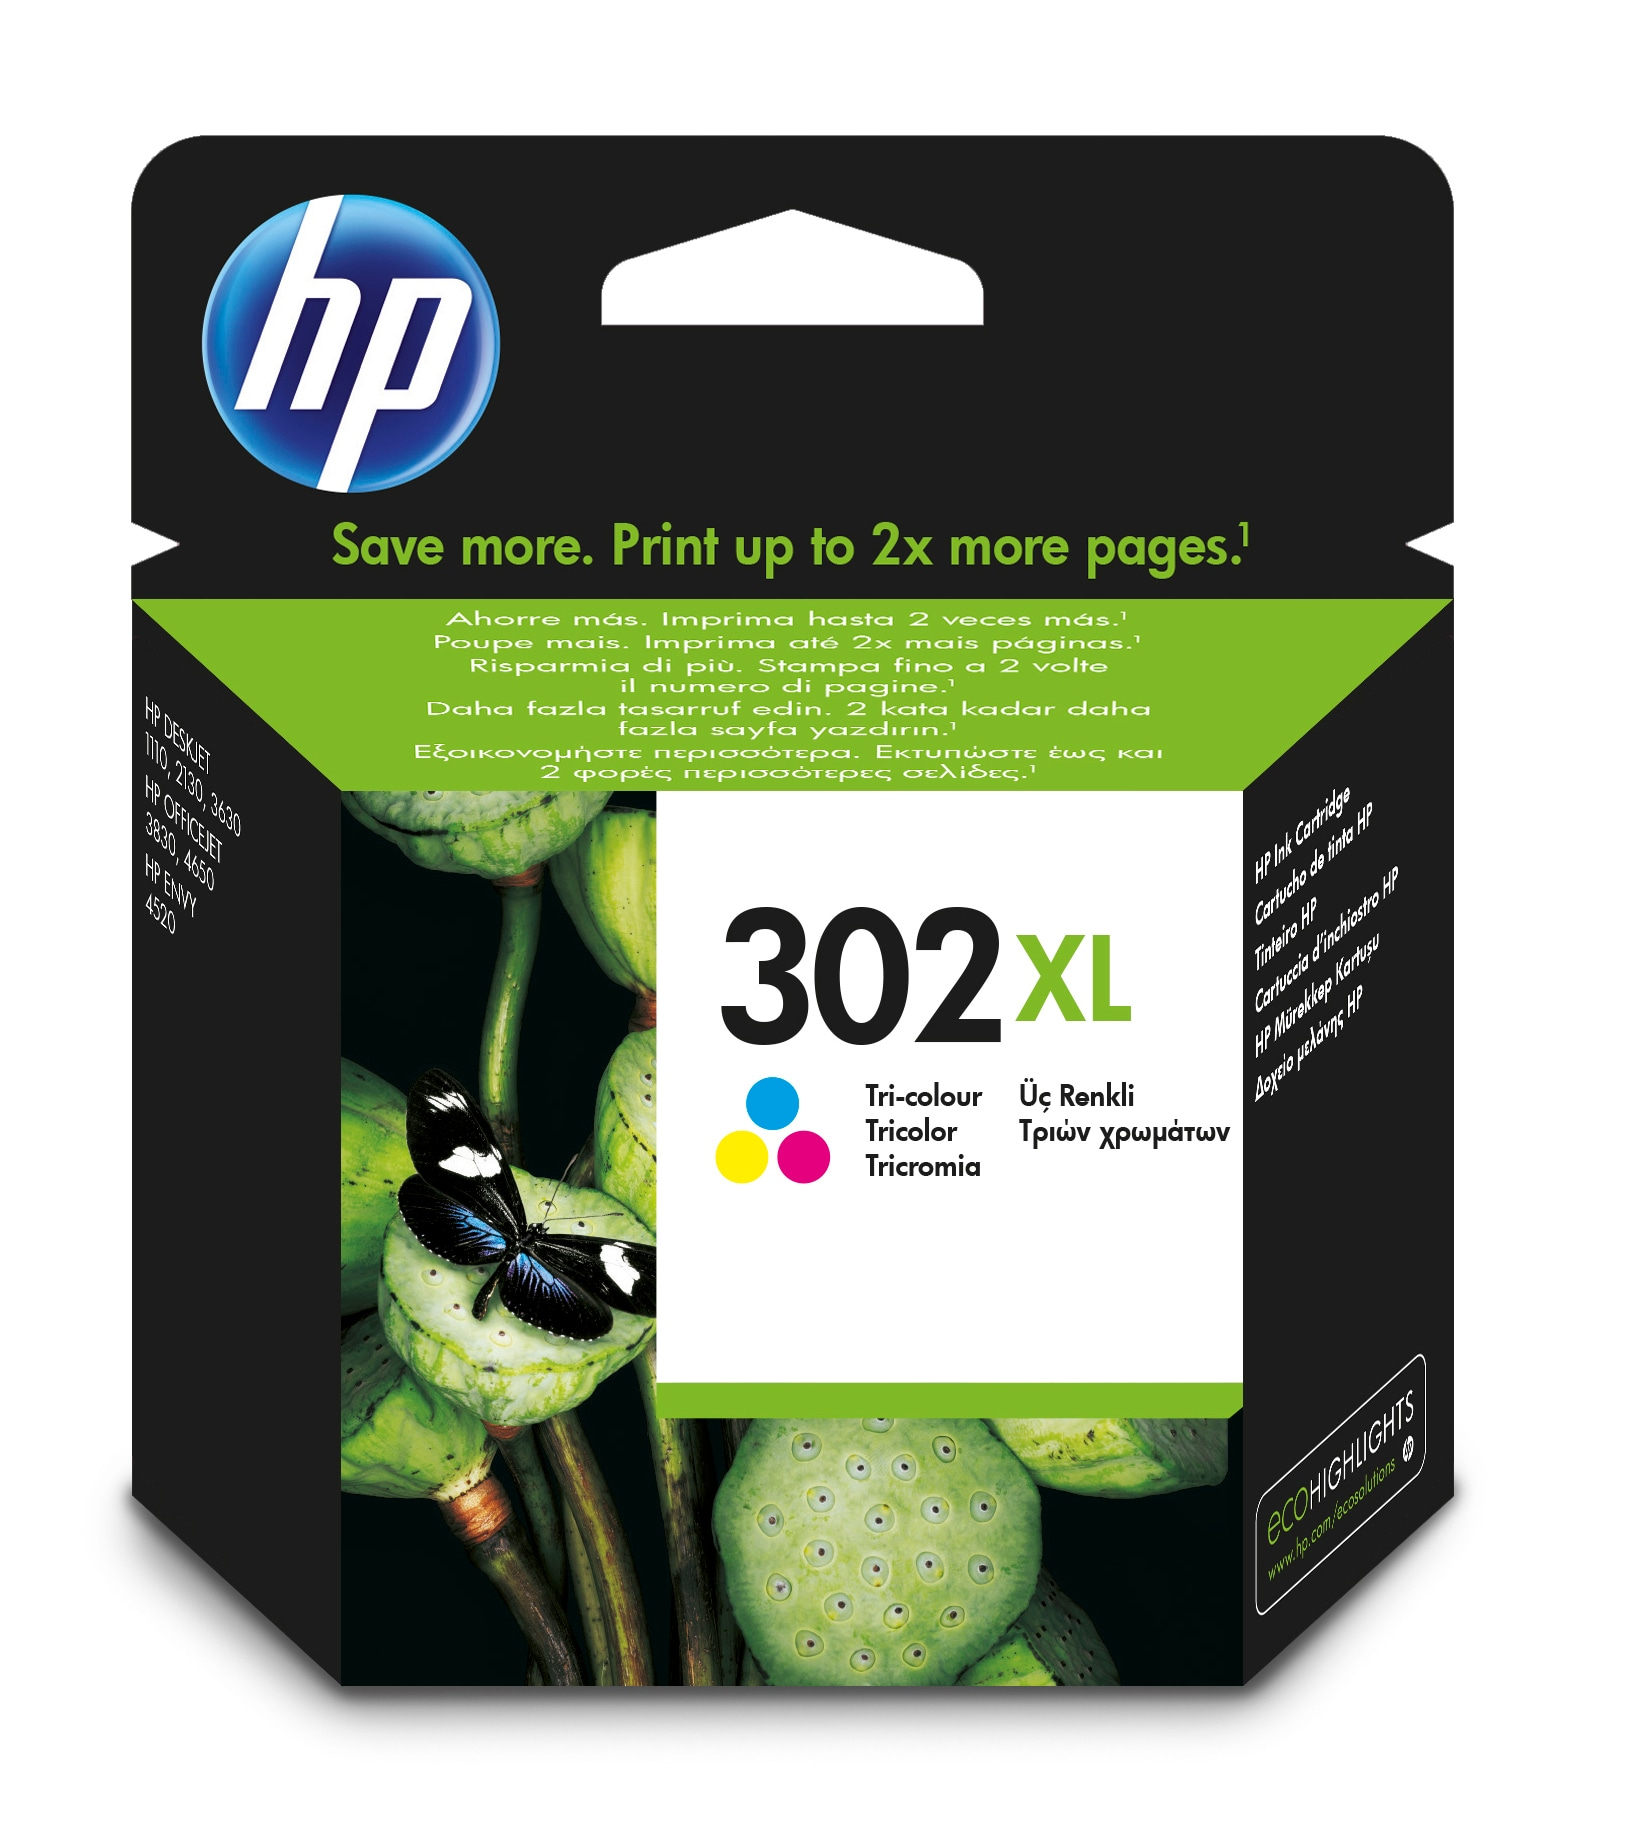 hp
Save more. Print up to 2x more pages.¹
Ahorre más. Imprima hasta 2 veces más.¹
Poupe mais. Imprima até 2x mais páginas.¹
Risparmia di più. Stampa fino a 2 volte
il numero di pagine.¹
Daha fazla tasarruf edin. 2 kata kadar daha
fazla sayfa yazdırın.¹
Εξοικονομήστε περισσότερα. Εκτυπώστε έως και
2 φορές περισσότερες σελίδες.¹
HP DESKJET
1110, 2130, 3630
HP OFFICEJET
3830, 4650
HP ENVY
4520
302XL
Tri-colour
Tricolor
Tricromia
Üç Renkli
Τριών χρωμάτων
HP Ink Cartridge
Cartucho de tinta HP
Tinteiro HP
Cartuccia d'inchiostro HP
HP Mürekkep Kartuşu
Δοχείο μελάνης HP
ecoHIGHLIGHTS
www.hp.com/ecosolutions
hp